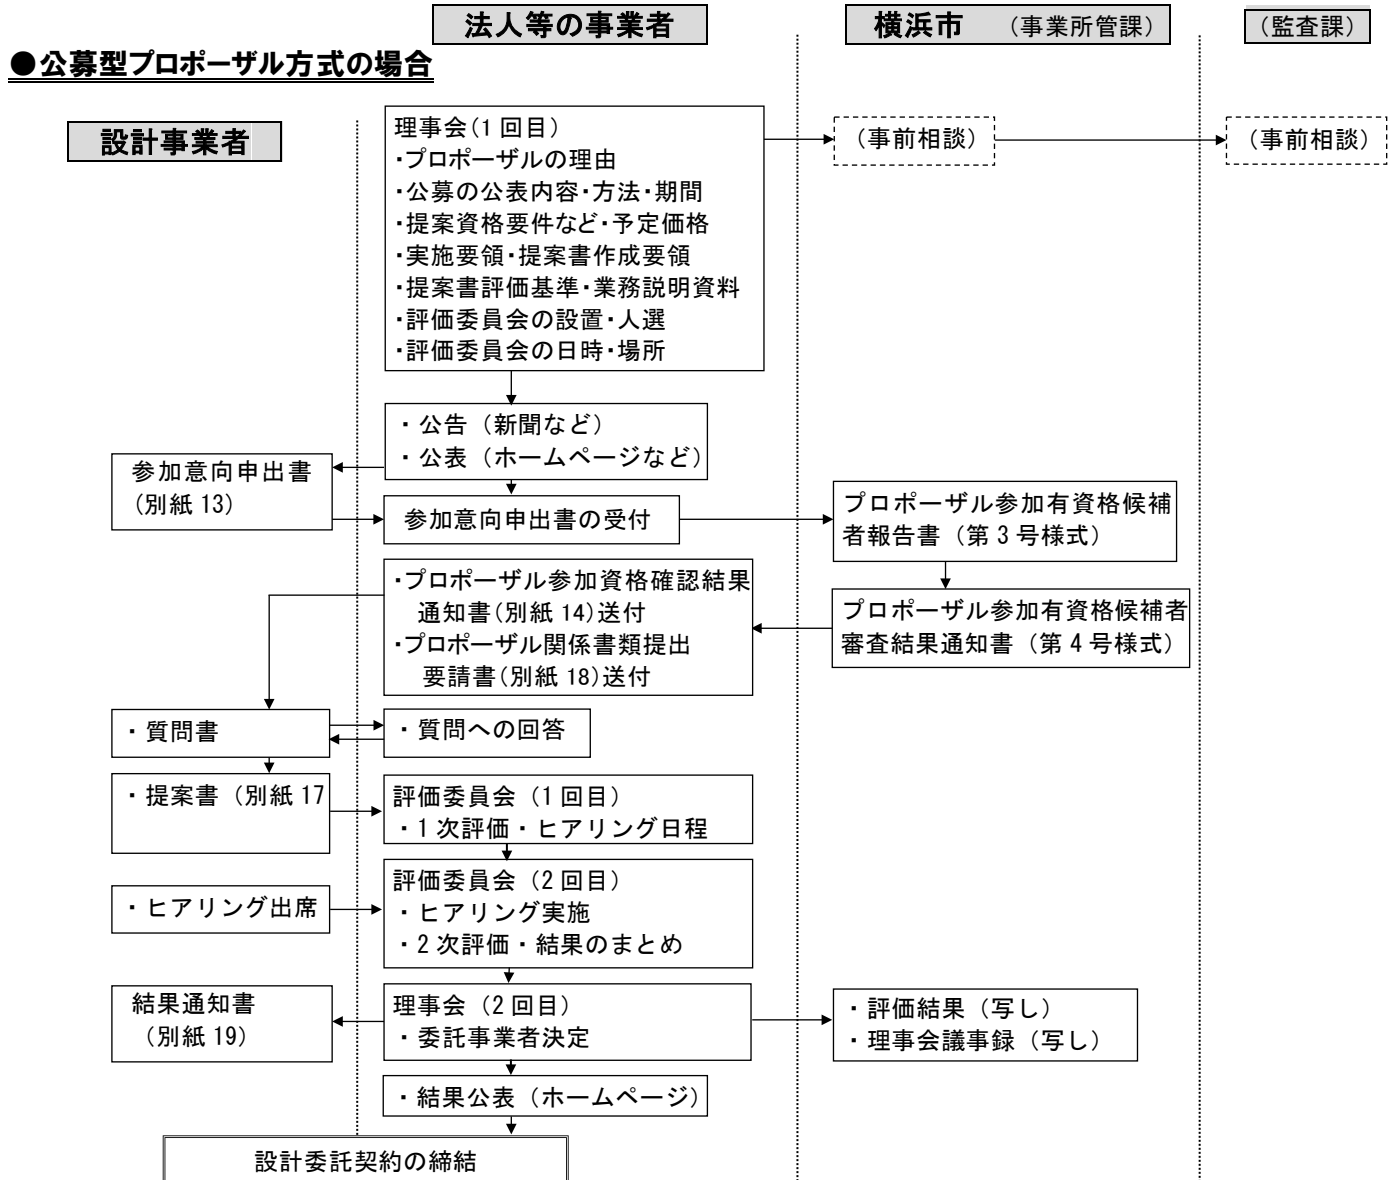 法人等の事業者
横浜市 (事業所管課)
(監査課)
●公募型プロポーザル方式の場合
設計事業者
理事会(1回目)
・プロポーザルの理由
・公募の公表内容・方法・期間
・提案資格要件など・予定価格
・実施要領・提案書作成要領
・提案書評価基準・業務説明資料
・評価委員会の設置・人選
・評価委員会の日時・場所
(事前相談)
(事前相談)
・公告(新聞など)
・公表(ホームページなど)
参加意向申出書
(別紙13)
参加意向申出書の受付
プロポーザル参加有資格候補
者報告書(第3号様式)
・プロポーザル参加資格確認結果
通知書(別紙14)送付
・プロポーザル関係書類提出
要請書(別紙18)送付
プロポーザル参加有資格候補者
審査結果通知書(第4号様式)
・質問書
・質問への回答
・提案書(別紙17
評価委員会(1回目)
・1次評価・ヒアリング日程
評価委員会(2回目)
・ヒアリング実施
・2次評価・結果のまとめ
・ヒアリング出席
結果通知書
(別紙19)
理事会(2回目)
・委託事業者決定
・評価結果(写し)
・理事会議事録(写し)
・結果公表(ホームページ)
設計委託契約の締結